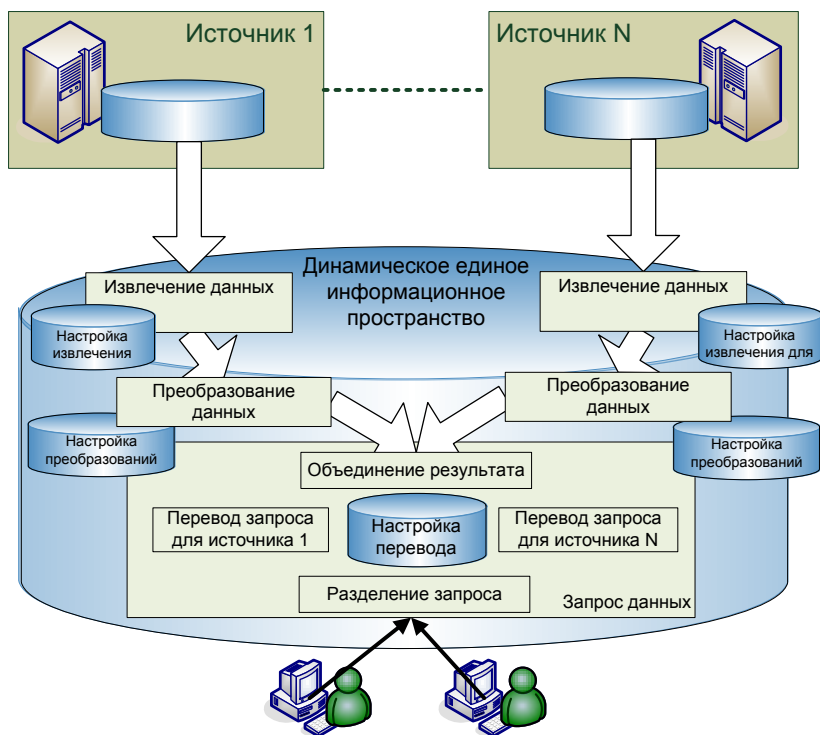 Источник 1
Источник N
Динамическое единое
информационное
пространство
Извлечение данных
Извлечение данных
Настройка
извлечения
Настройка
извлечения для
Преобразование
данных
Преобразование
данных
Настройка
преобразований
Настройка
преобразований
Объединение результата
Перевод запроса
для источника 1
Настройка
перевода
Перевод запроса
для источника N
Разделение запроса
Запрос данных